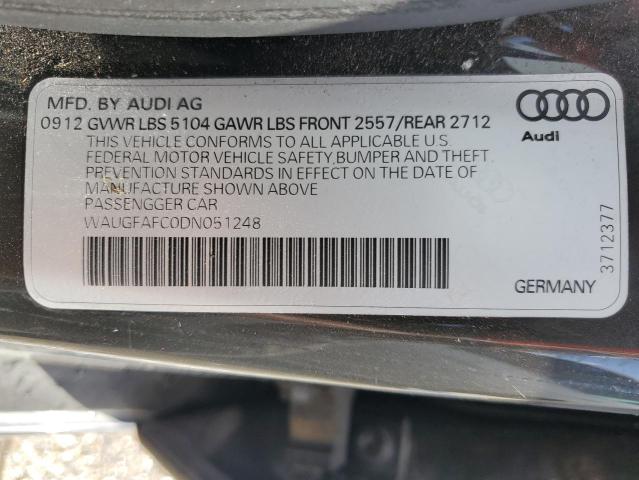 MFD. BY AUDI AG
0912 GVWR LBS 5104 GAWR LBS FRONT 2557/REAR 2712
THIS VEHICLE CONFORMS TO ALL APPLICABLE U.S.
FEDERAL MOTOR VEHICLE SAFETY,BUMPER AND THEFT
PREVENTION STANDARDS IN EFFECT ON THE DATE OF
MANUFACTURE SHOWN ABOVE
PASSENGGER CAR
WAUGFAFC0DN051248
Audi
3712377
GERMANY